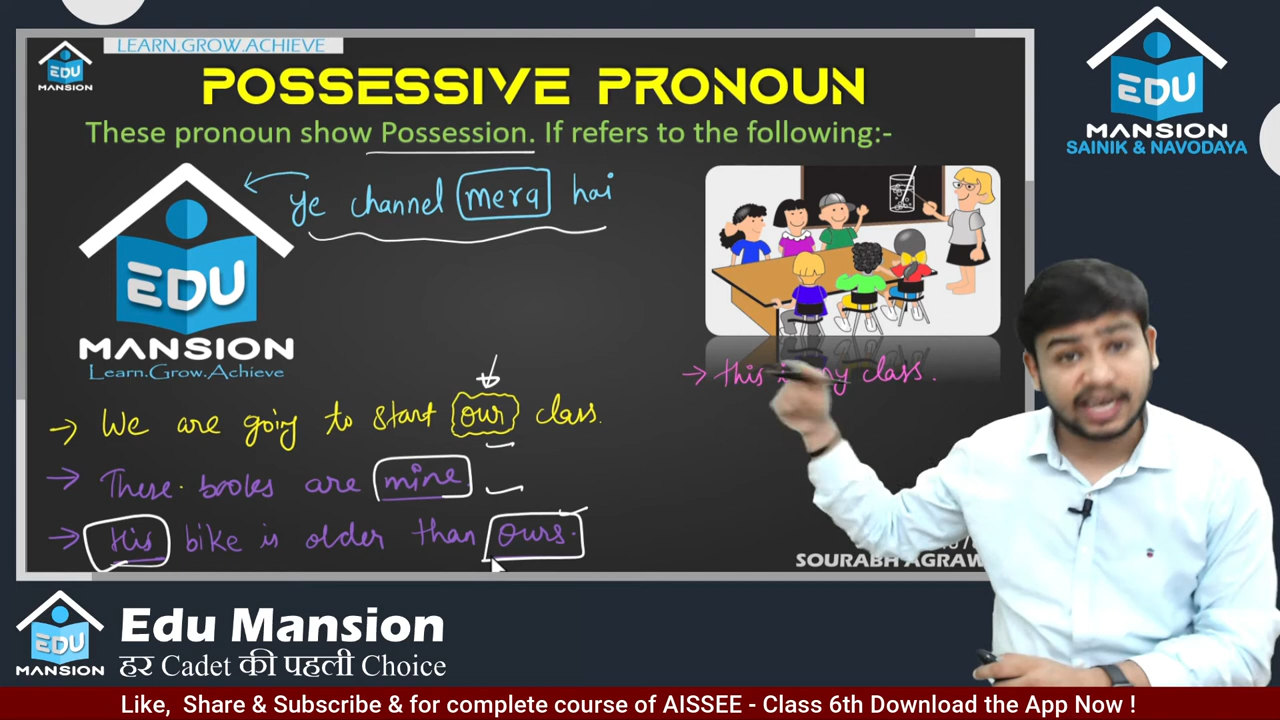 LEARN.GROW.ACHIEVE
EDU
MANSION
POSSESSIVE PRONOUN
These pronoun show Possession. If refers to the following:-
EDU
MANSION
SAINIK & NAVODAYA
ye channel mera hai
EDU
MANSION
Learn.Grow.Achieve
→ this is my class.
→ We are going to start our class.
→ These books are mine.
→ His bike is older than ours.
SOURABH AGRAW
EDU
MANSION
Edu Mansion
हर Cadet की पहली Choice
Like, Share & Subscribe & for complete course of AISSEE - Class 6th Download the App Now !